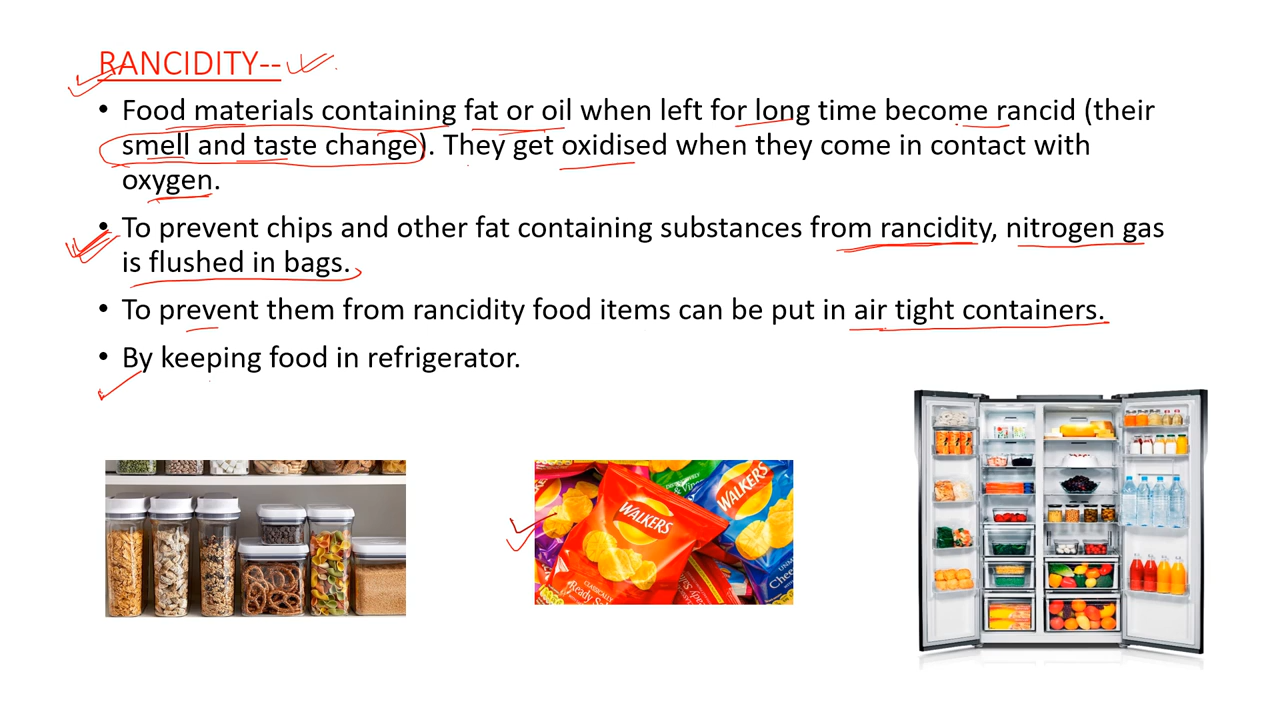 RANCIDITY--
• Food materials containing fat or oil when left for long time become rancid (their
smell and taste change). They get oxidised when they come in contact with
oxygen.
• To prevent chips and other fat containing substances from rancidity, nitrogen gas
is flushed in bags.
• To prevent them from rancidity food items can be put in air tight containers.
• By keeping food in refrigerator.
WALKERS
WALKERS
CLASSICALLY